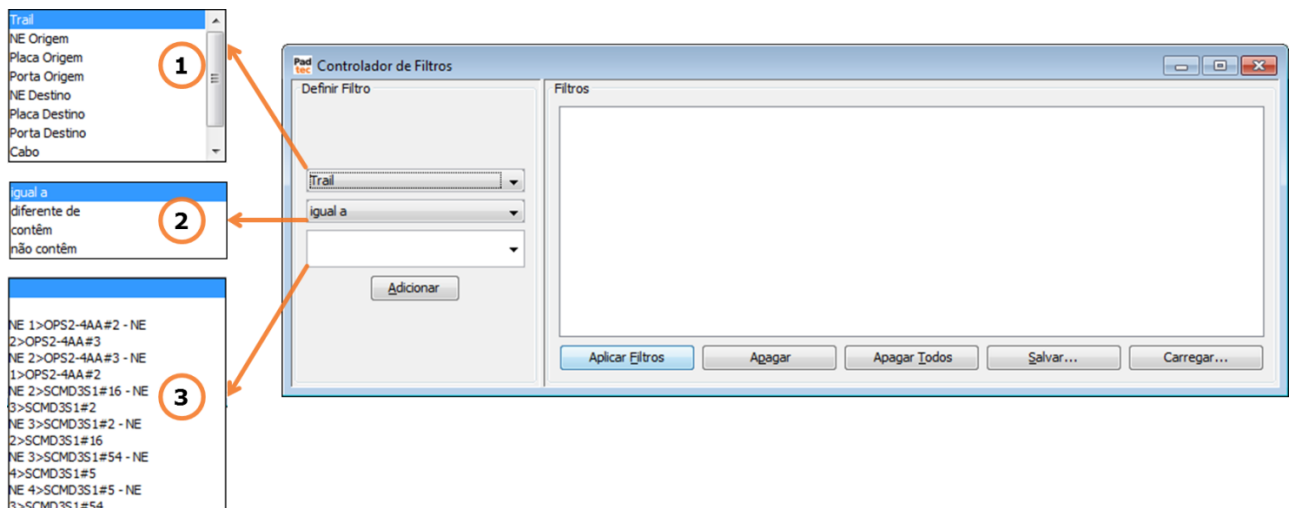 Trail
NE Origem
Placa Origem
Porta Origem
NE Destino
Placa Destino
Porta Destino
Cabo
1
igual a
diferente de
contêm
não contêm
2
NE 1>OPS2-4AA#2 - NE
2>OPS2-4AA#3
NE 2>OPS2-4AA#3 - NE
1>OPS2-4AA#2
NE 2>SCMD3S1#16 - NE
3>SCMD3S1#2
NE 3>SCMD3S1#2 - NE
2>SCMD3S1#16
NE 3>SCMD3S1#54 - NE
4>SCMD3S1#5
NE 4>SCMD3S1#5 - NE
3>SCMD3S1#54
3
Pad
tec
Controlador de Filtros
Definir Filtro
Trail
igual a
Adicionar
Filtros
Aplicar Filtros
Apagar
Apagar Todos
Salvar...
Carregar...